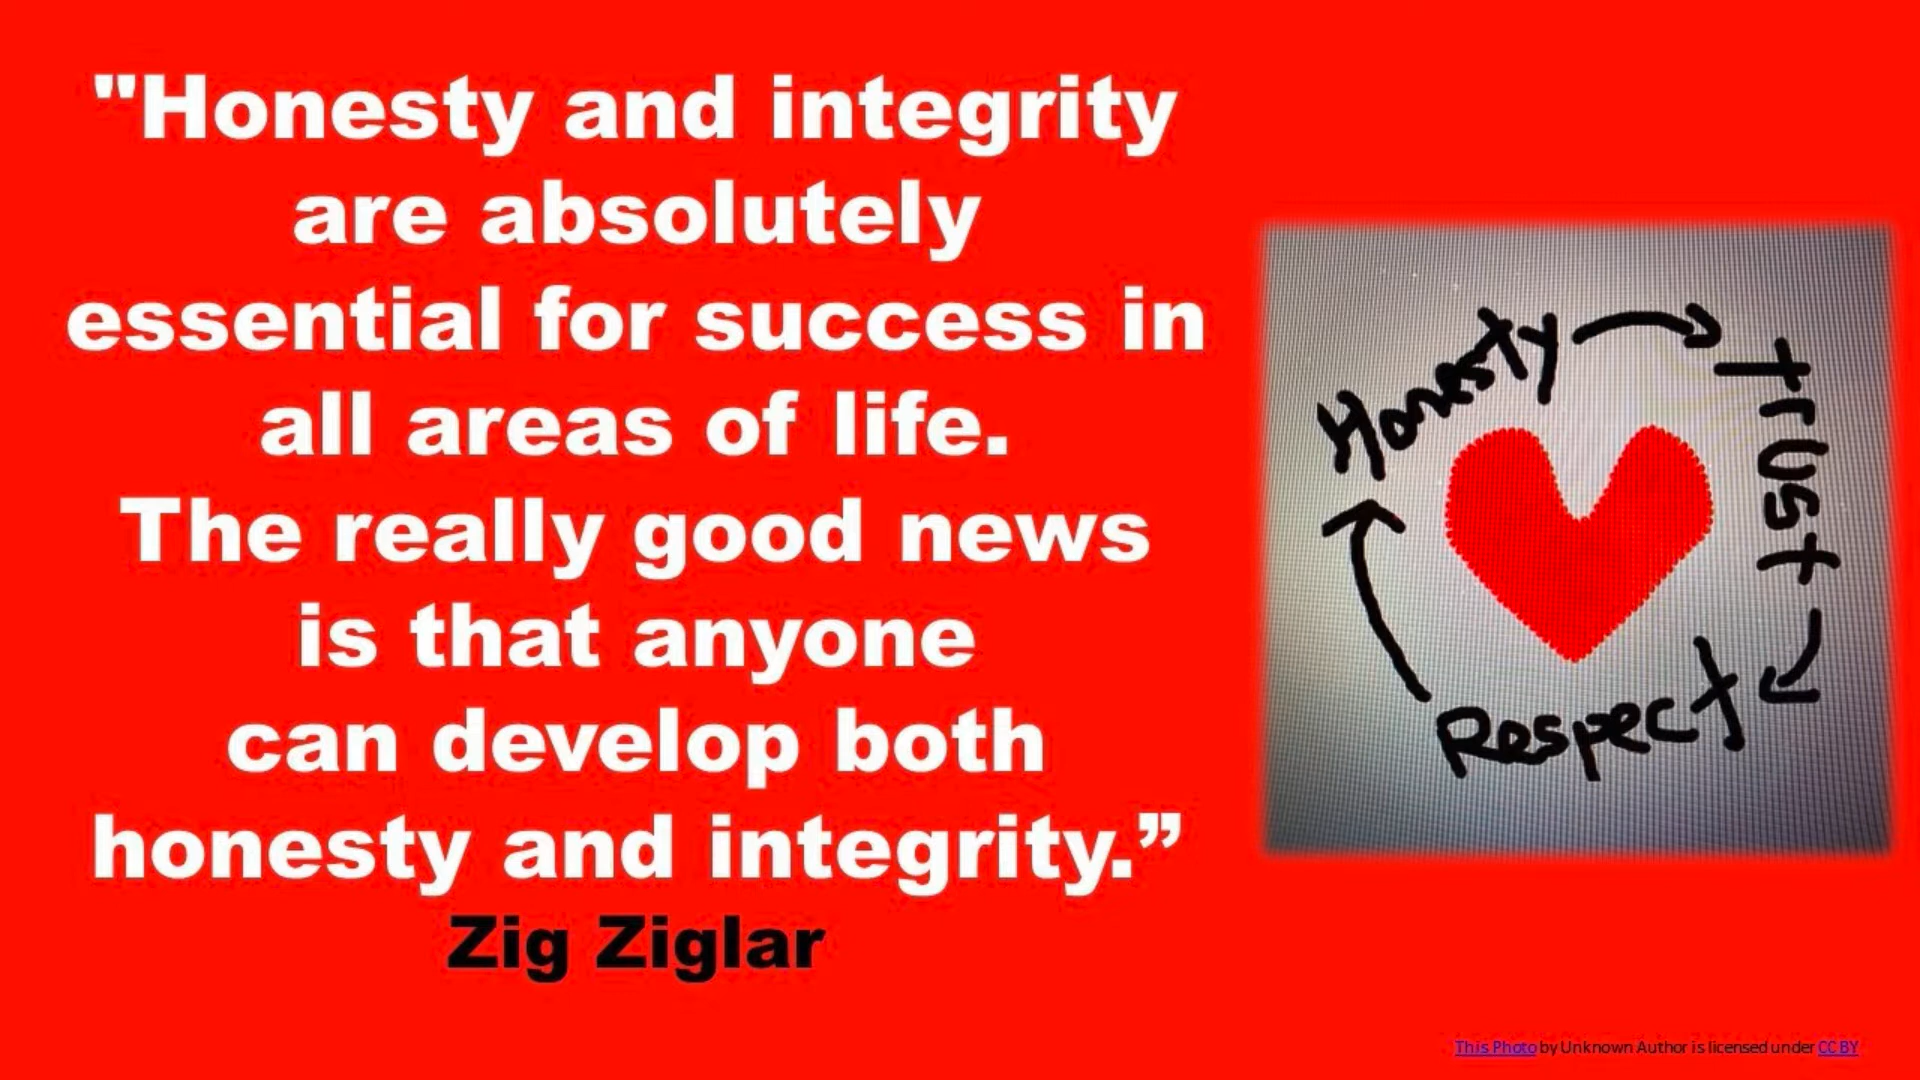 "Honesty and integrity
are absolutely
essential for success in
all areas of life.
The really good news
is that anyone
can develop both
honesty and integrity.”
Zig Ziglar
Honesty
Trust
Respect
This Photo by Unknown Author is licensed under CC BY